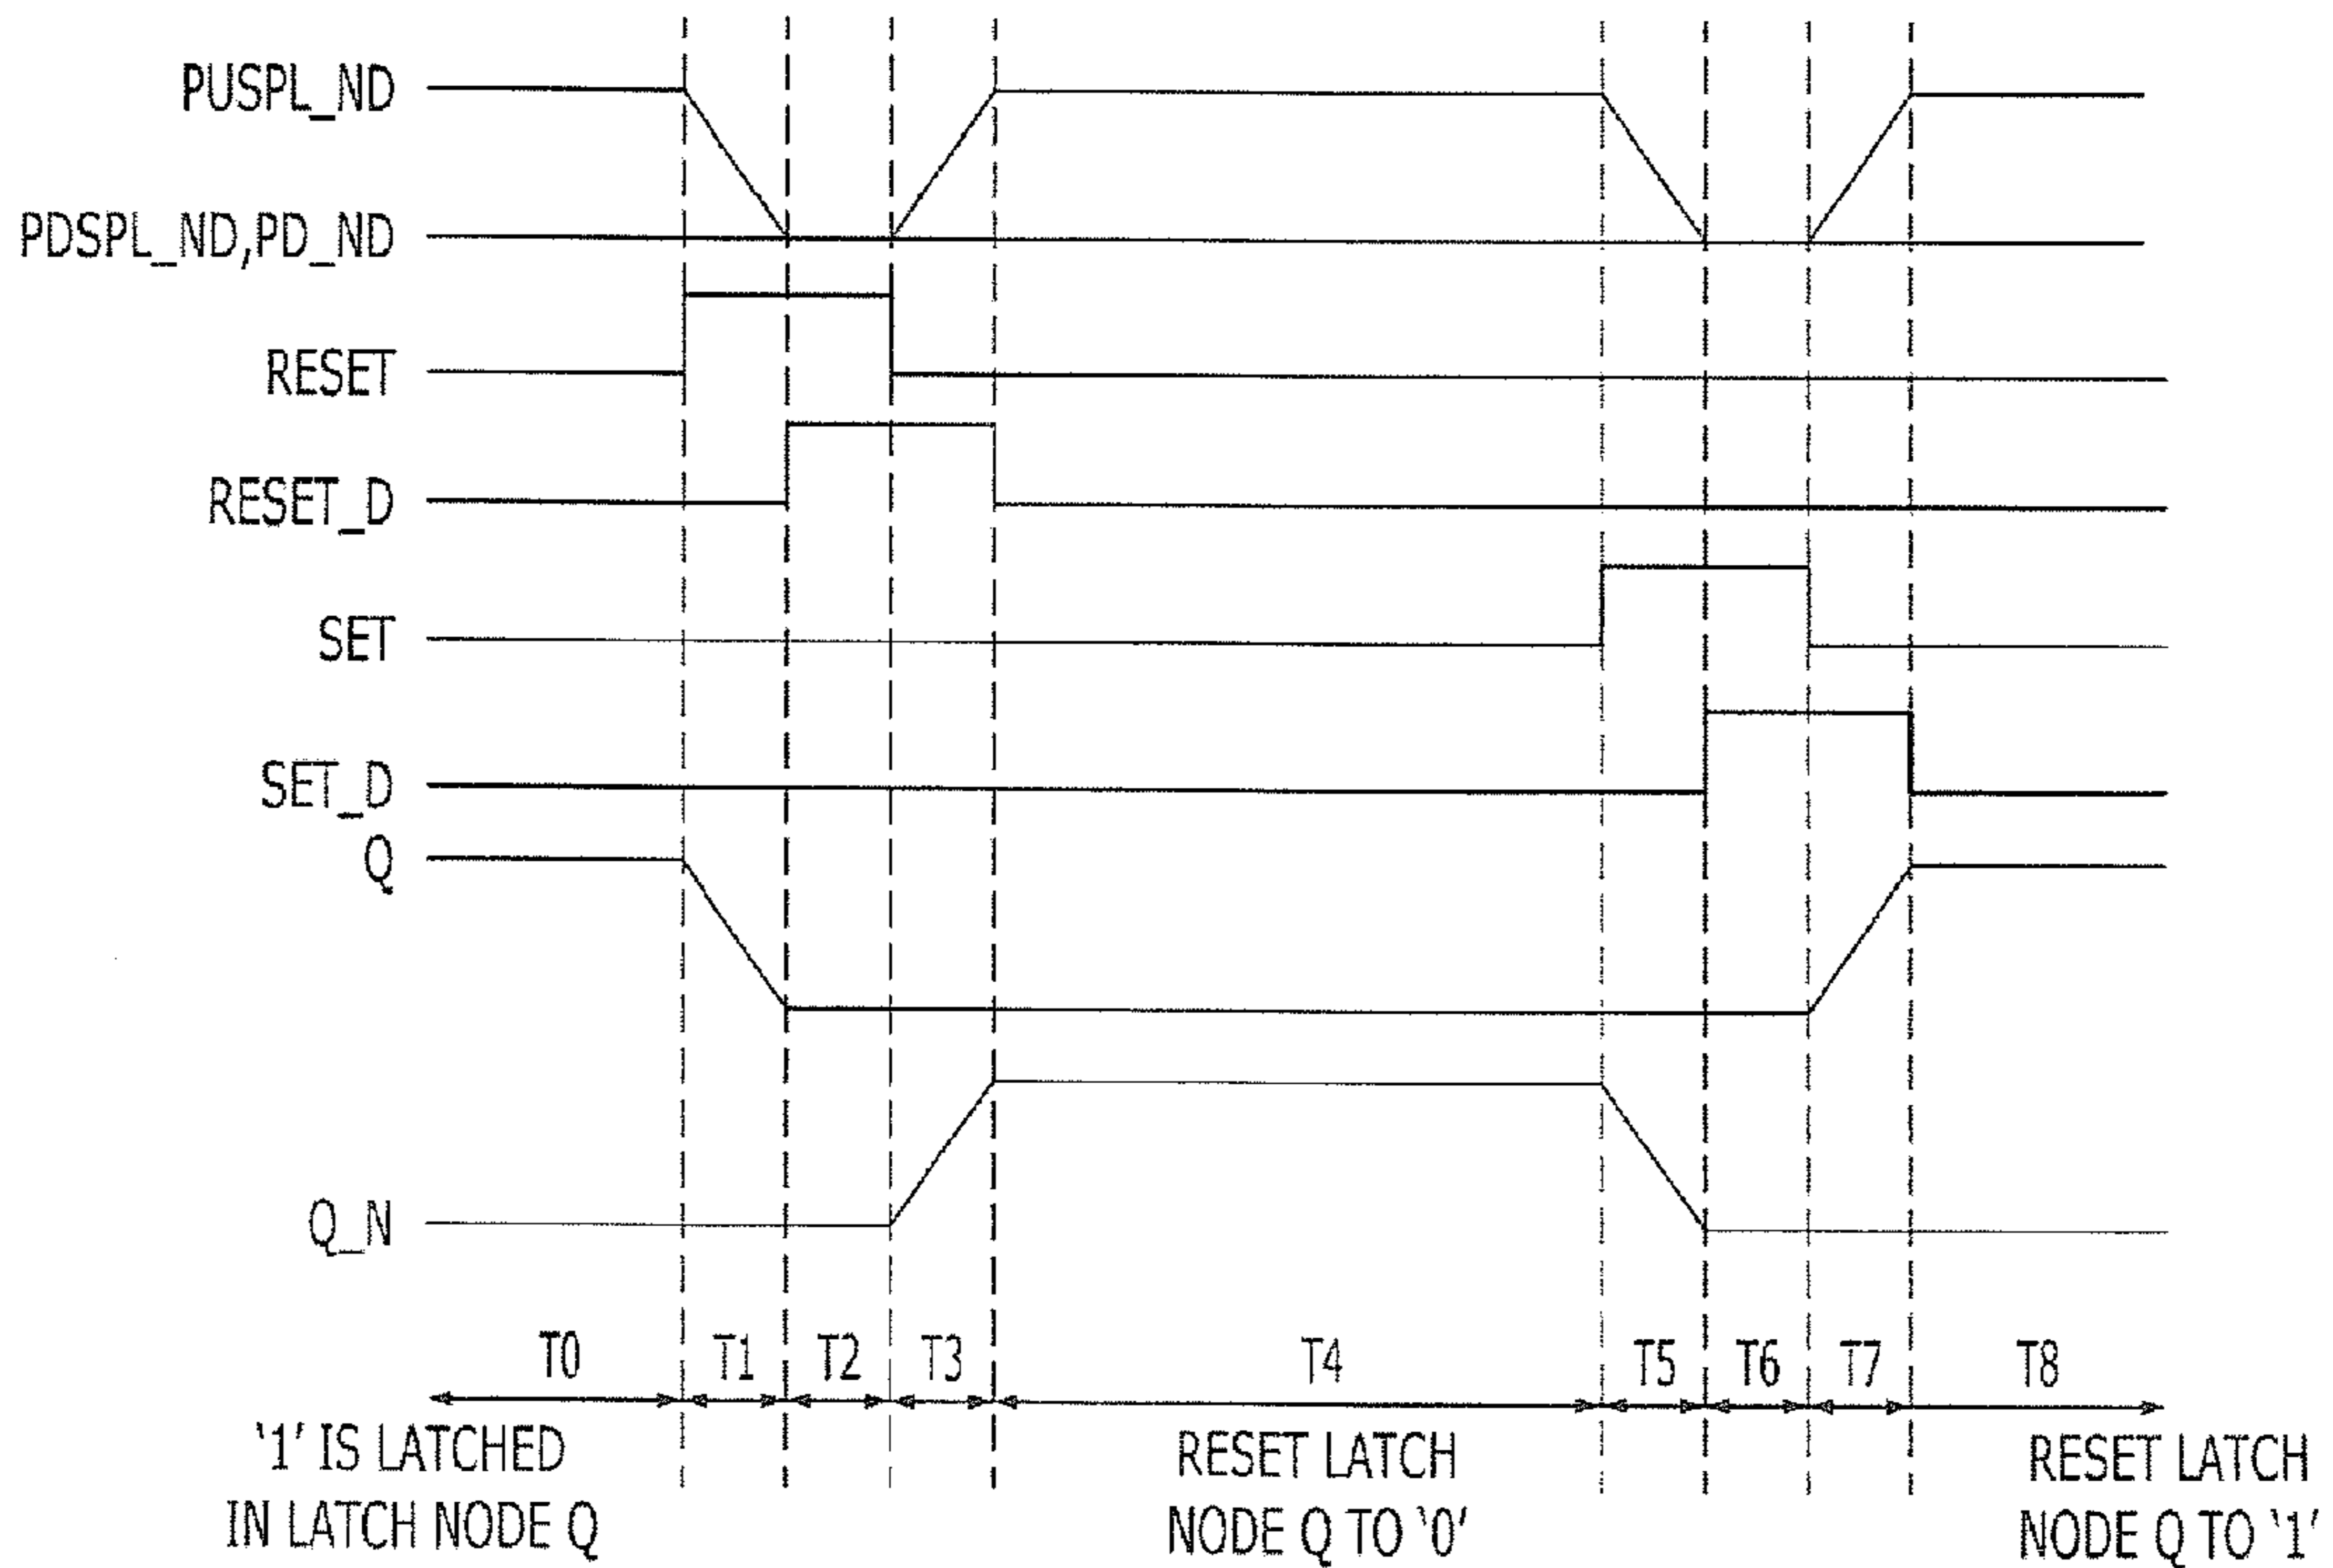 PUSPL_ND
PDSPL_ND,PD_ND
RESET
RESET_D
SET
SET_D
Q
Q_N
T0 T1 T2 T3 T4 T5 T6 T7 T8
‘1’ IS LATCHED
IN LATCH NODE Q
RESET LATCH
NODE Q TO ‘0’
RESET LATCH
NODE Q TO ‘1’